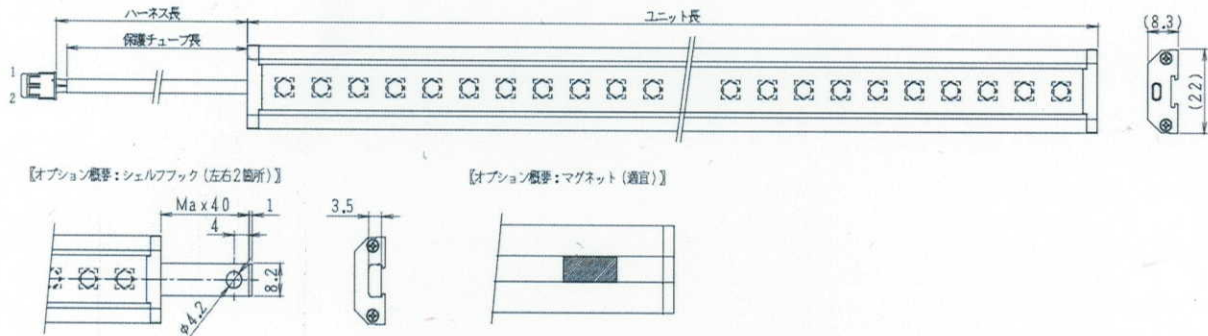 ハーネス長
ユニット長
(8.3)
保護チューブ長
1
2
(22)
〖オプション概要：シェルフフック（左右2箇所）〗
〖オプション概要：マグネット（適宜）〗
Max40
1
3.5
4
8.2
φ4.2